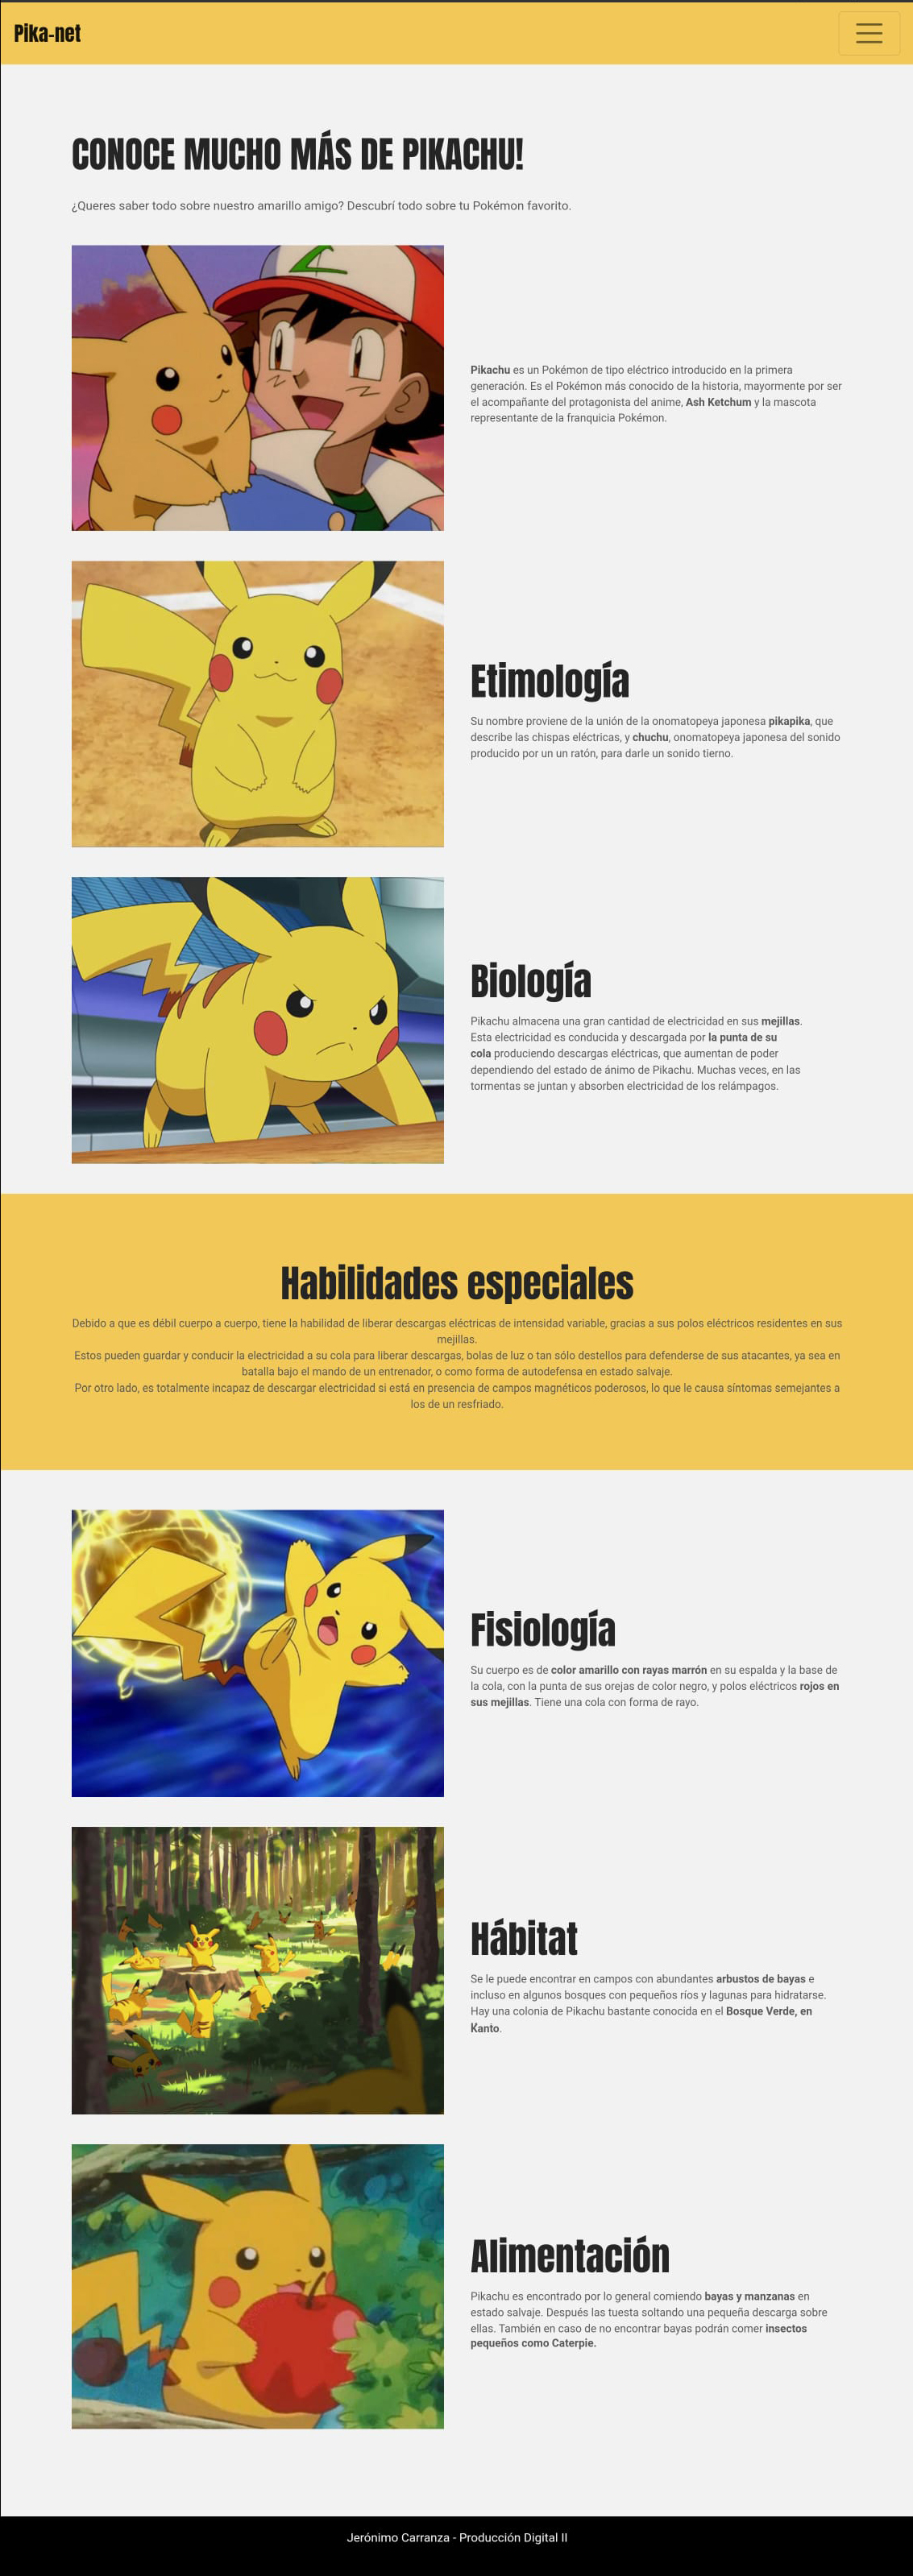 Pika-net
CONOCE MUCHO MÁS DE PIKACHU!
¿Queres saber todo sobre nuestro amarillo amigo? Descubrí todo sobre tu Pokémon favorito.
Pikachu es un Pokémon de tipo eléctrico introducido en la primera
generación. Es el Pokémon más conocido de la historia, mayormente por ser
el acompañante del protagonista del anime, Ash Ketchum y la mascota
representante de la franquicia Pokémon.
Etimología
Su nombre proviene de la unión de la onomatopeya japonesa pikapika, que
describe las chispas eléctricas, y chuchu, onomatopeya japonesa del sonido
producido por un un ratón, para darle un sonido tierno.
Biología
Pikachu almacena una gran cantidad de electricidad en sus mejillas.
Esta electricidad es conducida y descargada por la punta de su
cola produciendo descargas eléctricas, que aumentan de poder
dependiendo del estado de ánimo de Pikachu. Muchas veces, en las
tormentas se juntan y absorben electricidad de los relámpagos.
Habilidades especiales
Debido a que es débil cuerpo a cuerpo, tiene la habilidad de liberar descargas eléctricas de intensidad variable, gracias a sus polos eléctricos residentes en sus
mejillas.
Estos pueden guardar y conducir la electricidad a su cola para liberar descargas, bolas de luz o tan sólo destellos para defenderse de sus atacantes, ya sea en
batalla bajo el mando de un entrenador, o como forma de autodefensa en estado salvaje.
Por otro lado, es totalmente incapaz de descargar electricidad si está en presencia de campos magnéticos poderosos, lo que le causa síntomas semejantes a
los de un resfriado.
Fisiología
Su cuerpo es de color amarillo con rayas marrón en su espalda y la base de
la cola, con la punta de sus orejas de color negro, y polos eléctricos rojos en
sus mejillas. Tiene una cola con forma de rayo.
Hábitat
Se le puede encontrar en campos con abundantes arbustos de bayas e
incluso en algunos bosques con pequeños ríos y lagunas para hidratarse.
Hay una colonia de Pikachu bastante conocida en el Bosque Verde, en
Kanto.
Alimentación
Pikachu es encontrado por lo general comiendo bayas y manzanas en
estado salvaje. Después las tuesta soltando una pequeña descarga sobre
ellas. También en caso de no encontrar bayas podrán comer insectos
pequeños como Caterpie.
Jerónimo Carranza - Producción Digital II